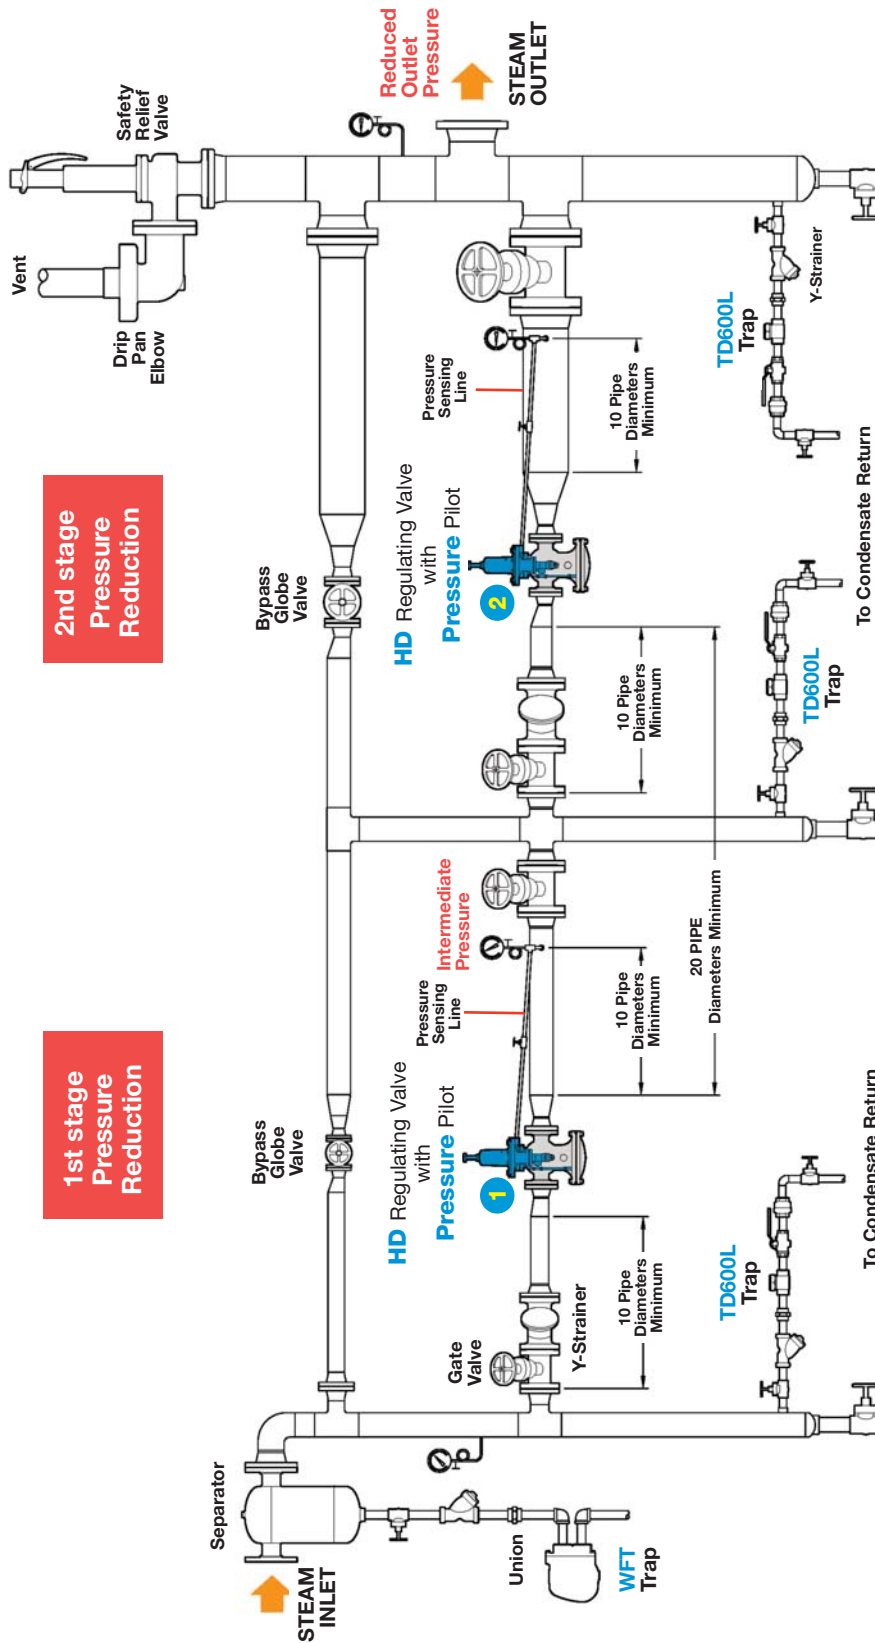 1st stage
Pressure
Reduction
2nd stage
Pressure
Reduction
STEAM
INLET
Separator
Union
WFT
Trap
Bypass
Globe
Valve
HD Regulating Valve
with
Pressure Pilot
1
Gate
Valve
Y-Strainer
10 Pipe
Diameters
Minimum
TD600L
Trap
To Condensate Return
Pressure
Sensing
Line
Intermediate
Pressure
10 Pipe
Diameters
Minimum
20 PIPE
Diameters Minimum
Bypass
Globe
Valve
HD Regulating Valve
with
Pressure Pilot
2
10 Pipe
Diameters
Minimum
TD600L
Trap
To Condensate Return
Pressure
Sensing
Line
10 Pipe
Diameters
Minimum
Vent
Drip
Pan
Elbow
Safety
Relief
Valve
Reduced
Outlet
Pressure
STEAM
OUTLET
TD600L
Trap
Y-Strainer